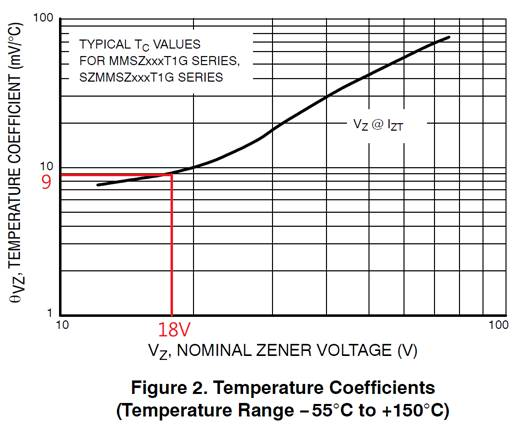 100
TYPICAL TC VALUES
FOR MMSZxxxT1G SERIES,
SZMMSZxxxT1G SERIES
VZ @ IZT
10
9
1
θVZ, TEMPERATURE COEFFICIENT (mV/°C)
10
18V
100
VZ, NOMINAL ZENER VOLTAGE (V)
Figure 2. Temperature Coefficients
(Temperature Range –55°C to +150°C)